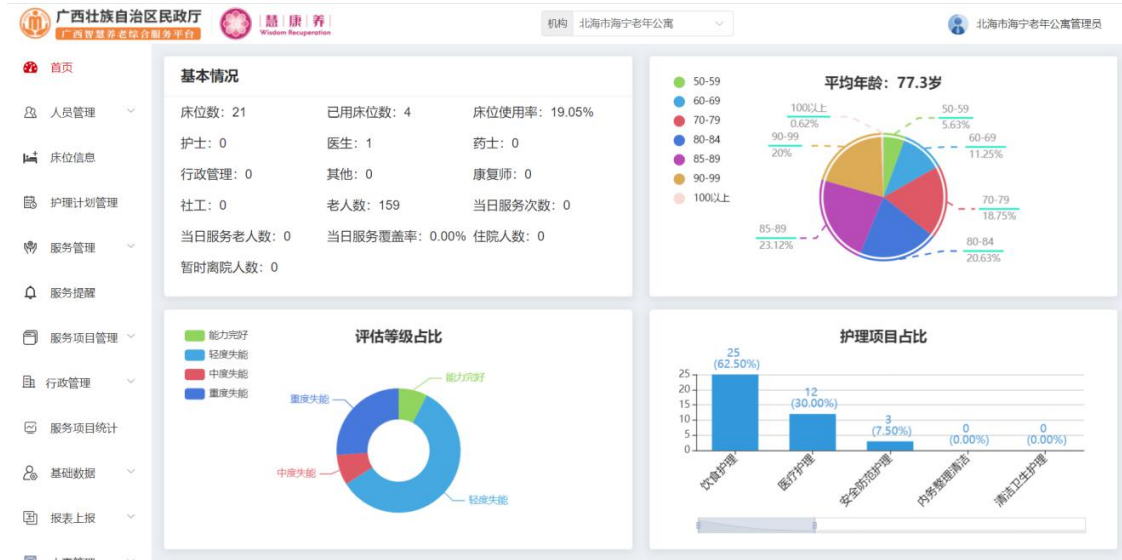 广西壮族自治区民政厅
广西智慧养老综合服务平台
慧康养
Wisdom Recuperation
机构 北海市海宁老年公寓
北海市海宁老年公寓管理员
首页
人员管理
床位信息
护理计划管理
服务管理
服务提醒
服务项目管理
行政管理
服务项目统计
基础数据
报表上报
基本情况
床位数：21 已用床位数：4 床位使用率：19.05%
护士：0 医生：1 药士：0
行政管理：0 其他：0 康复师：0
社工：0 老人数：159 当日服务次数：0
当日服务老人数：0 当日服务覆盖率：0.00% 住院人数：0
暂时离院人数：0
平均年龄：77.3岁
50-59
60-69
70-79
80-84
85-89
90-99
100以上
100以上
0.62%
50-59
5.63%
90-99
20%
60-69
11.25%
70-79
18.75%
85-89
23.12%
80-84
20.63%
评估等级占比
能力完好
轻度失能
中度失能
重度失能
能力完好
重度失能
中度失能
轻度失能
护理项目占比
25
(62.50%)
12
(30.00%)
3
(7.50%)
0
(0.00%)
0
(0.00%)
25
20
15
10
5
0
饮食护理
医疗护理
安全防范护理
内务整理清洁
清洁卫生护理